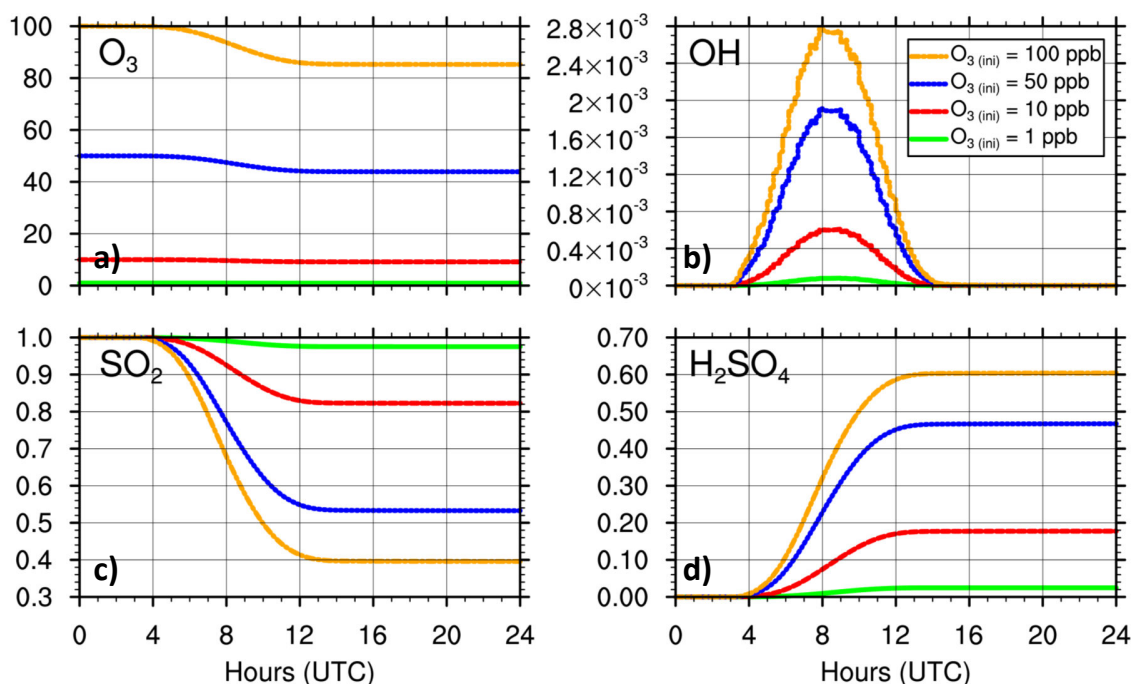 O₃
100
80
60
40
20
0
a)
OH
2.8×10⁻³
2.4×10⁻³
2×10⁻³
1.6×10⁻³
1.2×10⁻³
0.8×10⁻³
0.4×10⁻³
0×10⁻³
b)
O₃ (ini) = 100 ppb
O₃ (ini) = 50 ppb
O₃ (ini) = 10 ppb
O₃ (ini) = 1 ppb
SO₂
1.0
0.9
0.8
0.7
0.6
0.5
0.4
0.3
c)
0 4 8 12 16 20 24
Hours (UTC)
H₂SO₄
0.70
0.60
0.50
0.40
0.30
0.20
0.10
0.00
d)
0 4 8 12 16 20 24
Hours (UTC)